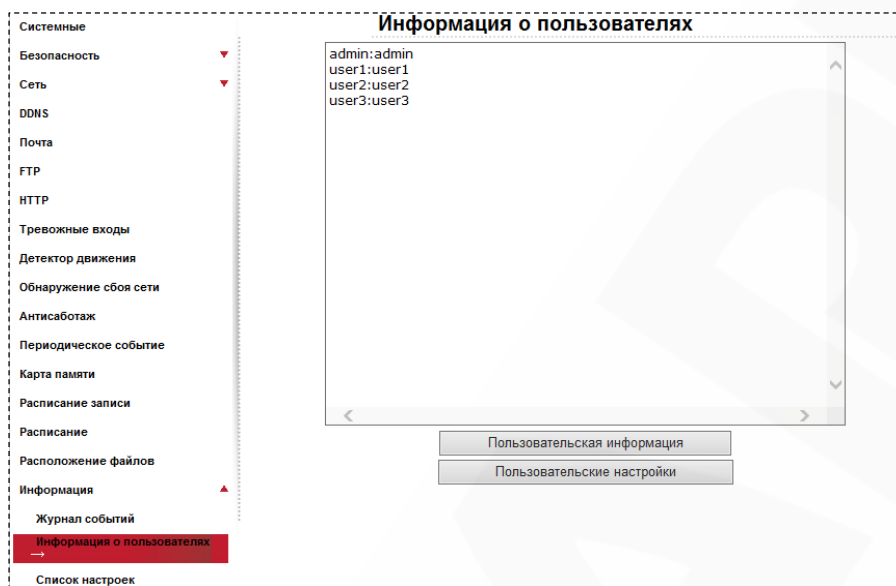 Информация о пользователях
Системные
Безопасность
Сеть
DDNS
Почта
FTP
HTTP
Тревожные входы
Детектор движения
Обнаружение сбоя сети
Антисаботаж
Периодическое событие
Карта памяти
Расписание записи
Расписание
Расположение файлов
Информация
Журнал событий
Информация о пользователях
→
Список настроек
admin:admin
user1:user1
user2:user2
user3:user3
Пользовательская информация
Пользовательские настройки